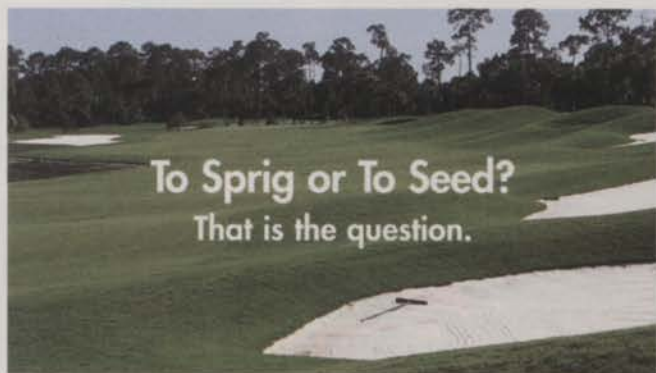 To Sprig or To Seed?
That is the question.